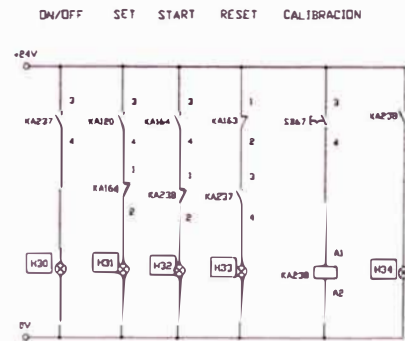 ON/OFF SET START RESET CALIBRACION
+24V
3 3 3 1 3
KA237 KA120 KA164 KA163 SB67 KA238
4 4 4 2 4
1 1 3
KA164 KA238 KA237
2 2 4
A1
H30 H31 H32 H33 KA238 H34
A2
0V